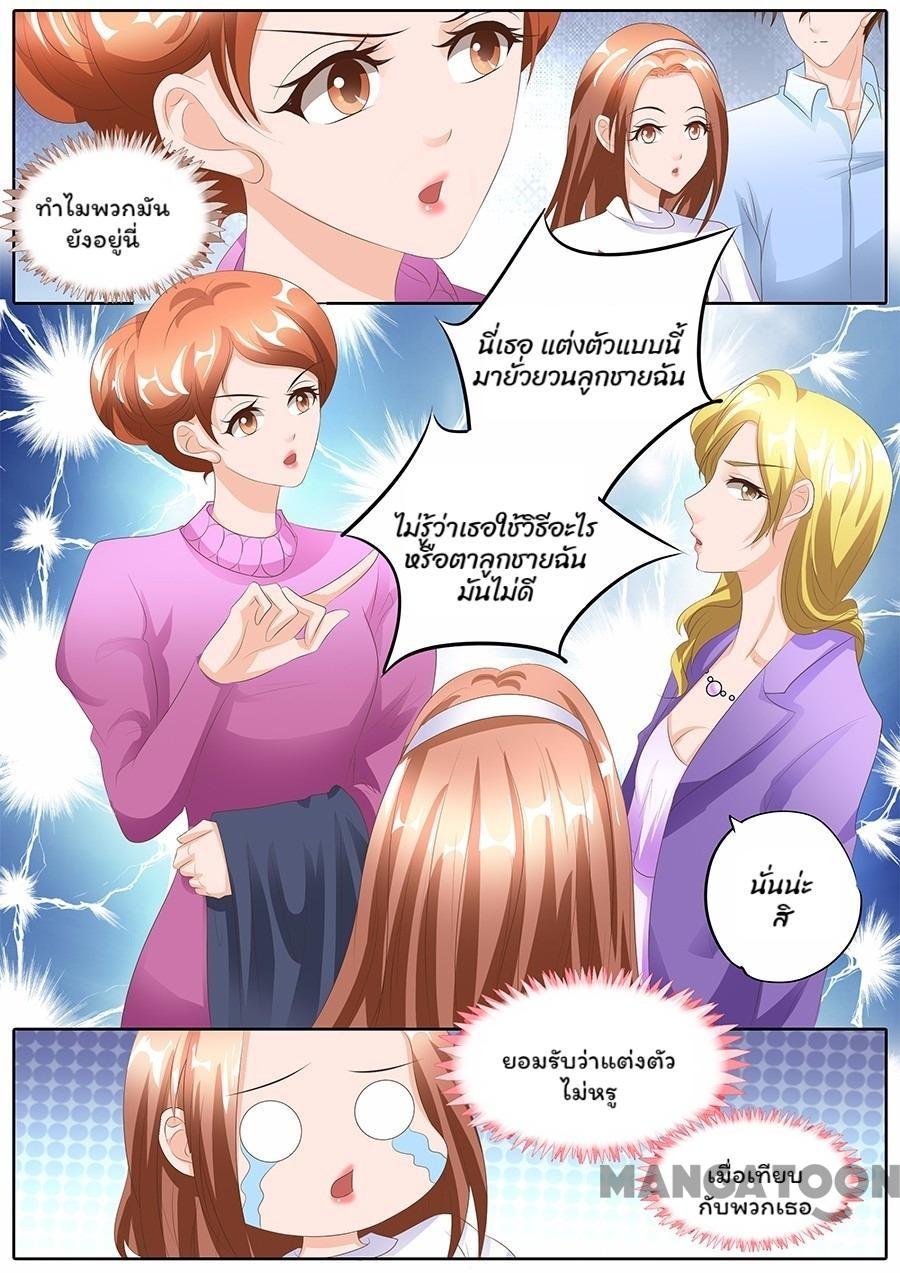 ทำไมพวกมัน
ยังอยู่นี่
นี่เธอ แต่งตัวแบบนี้
มายั่วยวนลูกชายฉัน
ไม่รู้ว่าเธอใช้วิธีอะไร
หรือตาลูกชายฉัน
มันไม่ดี
นั่นน่ะ
สิ
ยอมรับว่าแต่งตัว
ไม่หรู
เมื่อเทียบ
กับพวกเธอ
MANGATOON